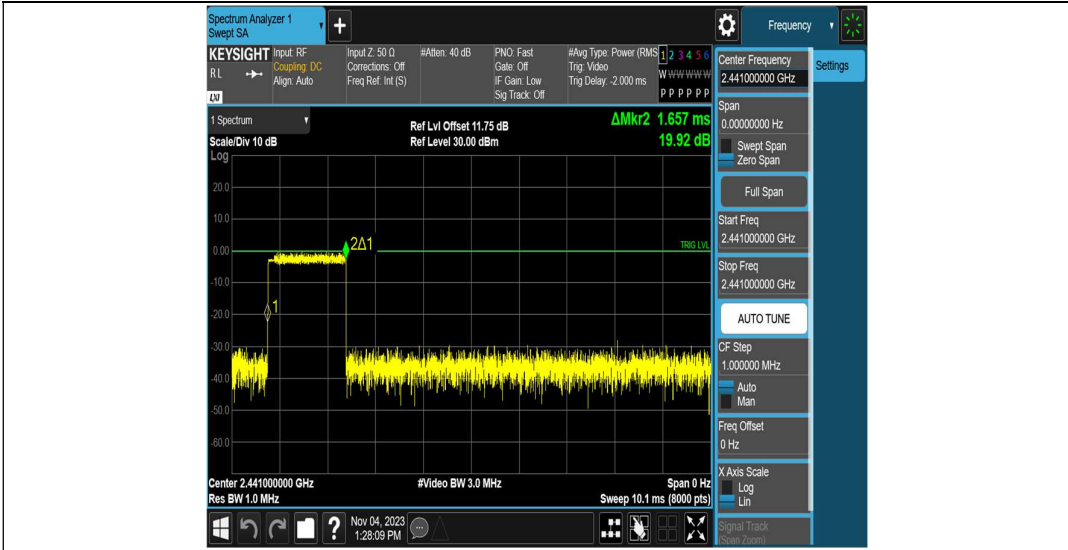 Spectrum Analyzer 1
Swept SA
+
Frequency
KEYSIGHT
RL
LXI
Input: RF
Coupling: DC
Align: Auto
Input Z: 50 Ω
Corrections: Off
Freq Ref: Int (S)
#Atten: 40 dB
PNO: Fast
Gate: Off
IF Gain: Low
Sig Track: Off
#Avg Type: Power (RMS
Trig: Video
Trig Delay: -2.000 ms
1 2 3 4 5 6
W W W W W W
P P P P P P
1 Spectrum
Scale/Div 10 dB
Ref Lvl Offset 11.75 dB
Ref Level 30.00 dBm
ΔMkr2 1.657 ms
19.92 dB
Log
20.0
10.0
0.00
-10.0
-20.0
-30.0
-40.0
-50.0
-60.0
2Δ1
1
TRIG LVL
Center 2.441000000 GHz
Res BW 1.0 MHz
#Video BW 3.0 MHz
Span 0 Hz
Sweep 10.1 ms (8000 pts)
?
Nov 04, 2023
1:28:09 PM
Center Frequency
2.441000000 GHz
Settings
Span
0.00000000 Hz
Swept Span
Zero Span
Full Span
Start Freq
2.441000000 GHz
Stop Freq
2.441000000 GHz
AUTO TUNE
CF Step
1.000000 MHz
Auto
Man
Freq Offset
0 Hz
X Axis Scale
Log
Lin
Signal Track
(Span Zoom)